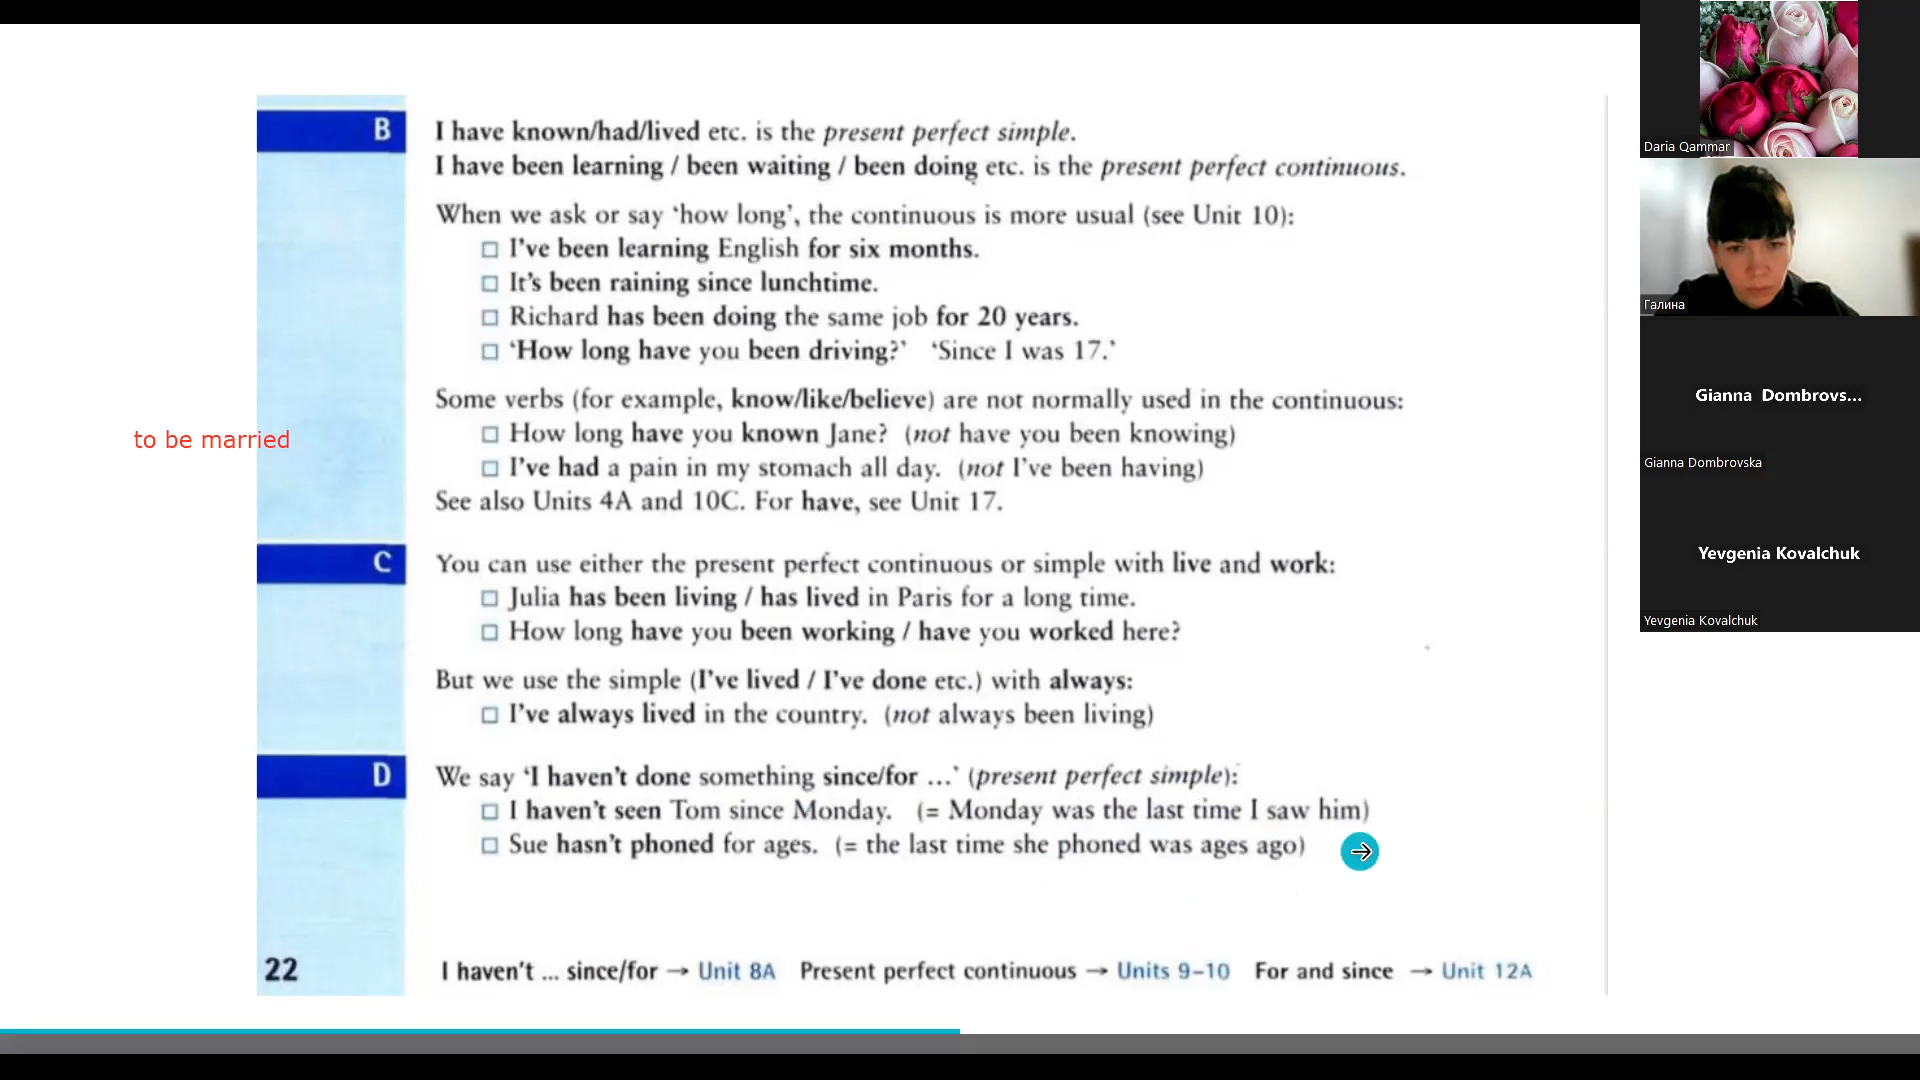 B
I have known/had/lived etc. is the present perfect simple.
I have been learning / been waiting / been doing etc. is the present perfect continuous.
When we ask or say ‘how long’, the continuous is more usual (see Unit 10):
I’ve been learning English for six months.
It’s been raining since lunchtime.
Richard has been doing the same job for 20 years.
‘How long have you been driving?’ ‘Since I was 17.’
Some verbs (for example, know/like/believe) are not normally used in the continuous:
How long have you known Jane? (not have you been knowing)
to be married
I’ve had a pain in my stomach all day. (not I’ve been having)
See also Units 4A and 10C. For have, see Unit 17.
C
You can use either the present perfect continuous or simple with live and work:
Julia has been living / has lived in Paris for a long time.
How long have you been working / have you worked here?
But we use the simple (I’ve lived / I’ve done etc.) with always:
I’ve always lived in the country. (not always been living)
D
We say ‘I haven’t done something since/for ...’ (present perfect simple):
I haven’t seen Tom since Monday. (= Monday was the last time I saw him)
Sue hasn’t phoned for ages. (= the last time she phoned was ages ago)
22
I haven’t ... since/for → Unit 8A Present perfect continuous → Units 9–10 For and since → Unit 12A
Daria Qammar
Галина
Gianna Dombrovs...
Gianna Dombrovska
Yevgenia Kovalchuk
Yevgenia Kovalchuk